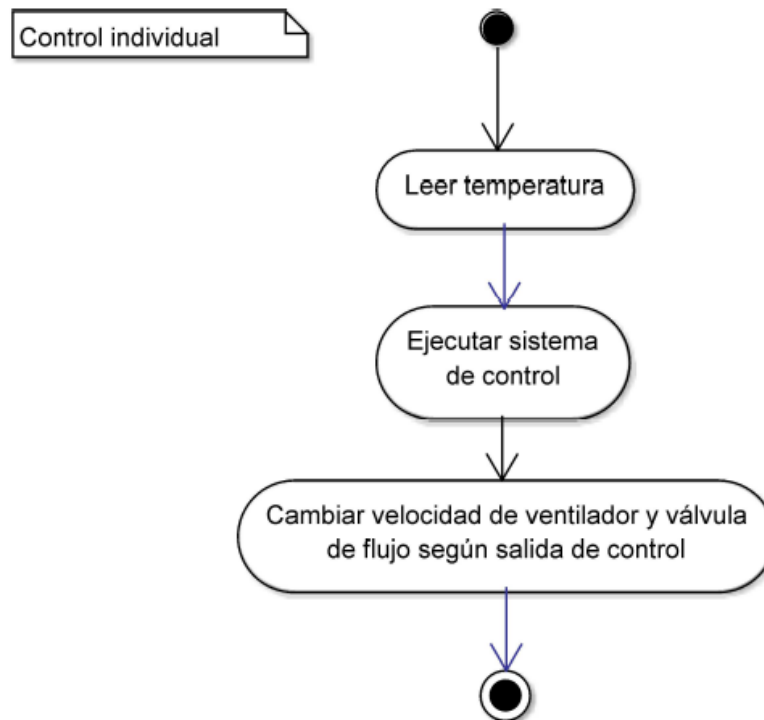 Control individual
Leer temperatura
Ejecutar sistema
de control
Cambiar velocidad de ventilador y válvula
de flujo según salida de control